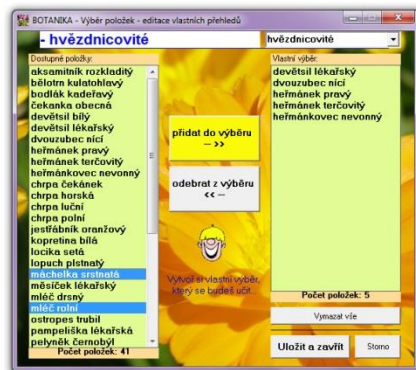 BOTANIKA - Výběr položek - editace vlastních přehledů
- hvězdnicovité
hvězdnicovité
Dostupné položky:
aksamitník rozkladitý
bělotrn kulatohlavý
bodlák kadeřavý
čekanka obecná
devětsil bílý
devětsil lékařský
dvouzubec nící
heřmánek pravý
heřmánek terčovitý
heřmánkovec nevonný
chrpa čekánek
chrpa horská
chrpa luční
chrpa polní
jestřábník oranžový
kopretina bílá
locika setá
lopuch plstnatý
máchelka srstnatá
měsíček lékařský
mléč drsný
mléč rolní
ostropes trubil
pampeliška lékařská
pelyněk černobýl
Počet položek: 41
přidat do výběru
-- >>
odebrat z výběru
<< --
Vytvoř si vlastní výběr,
který se budeš učit...
Vlastní výběr:
devětsil lékařský
dvouzubec nící
heřmánek pravý
heřmánek terčovitý
heřmánkovec nevonný
Počet položek: 5
Vymazat vše
Uložit a zavřít
Storno